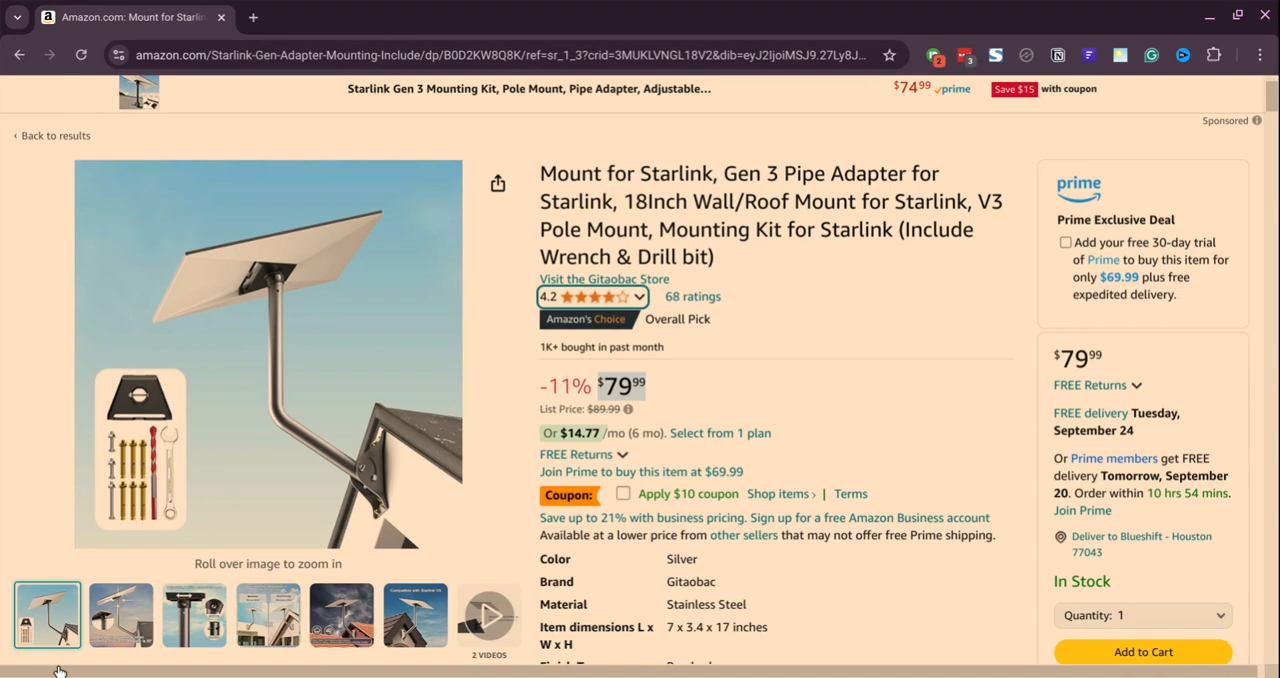 Amazon.com: Mount for Starlin
amazon.com/Starlink-Gen-Adapter-Mounting-Include/dp/B0D2KW8Q8K/ref=sr_1_3?crid=3MUKLVNGL18V2&dib=eyJ2IjoiMSJ9.27Ly8J...
2
3
Starlink Gen 3 Mounting Kit, Pole Mount, Pipe Adapter, Adjustable...
$74.99 prime
Save $15 with coupon
Sponsored
‹ Back to results
Mount for Starlink, Gen 3 Pipe Adapter for
Starlink, 18Inch Wall/Roof Mount for Starlink, V3
Pole Mount, Mounting Kit for Starlink (Include
Wrench & Drill bit)
Visit the Gitaobac Store
4.2
68 ratings
Amazon's Choice
Overall Pick
1K+ bought in past month
-11% $79.99
List Price: $89.99
Or $14.77 /mo (6 mo). Select from 1 plan
FREE Returns
Join Prime to buy this item at $69.99
Coupon: Apply $10 coupon Shop items › | Terms
Save up to 21% with business pricing. Sign up for a free Amazon Business account
Available at a lower price from other sellers that may not offer free Prime shipping.
Color Silver
Brand Gitaobac
Material Stainless Steel
Item dimensions L x 7 x 3.4 x 17 inches
W x H
Roll over image to zoom in
Compatible with Starlink V3
2 VIDEOS
prime
Prime Exclusive Deal
Add your free 30-day trial
of Prime to buy this item for
only $69.99 plus free
expedited delivery.
$79.99
FREE Returns
FREE delivery Tuesday,
September 24
Or Prime members get FREE
delivery Tomorrow, September
20. Order within 10 hrs 54 mins.
Join Prime
Deliver to Blueshift - Houston
77043
In Stock
Quantity: 1
Add to Cart